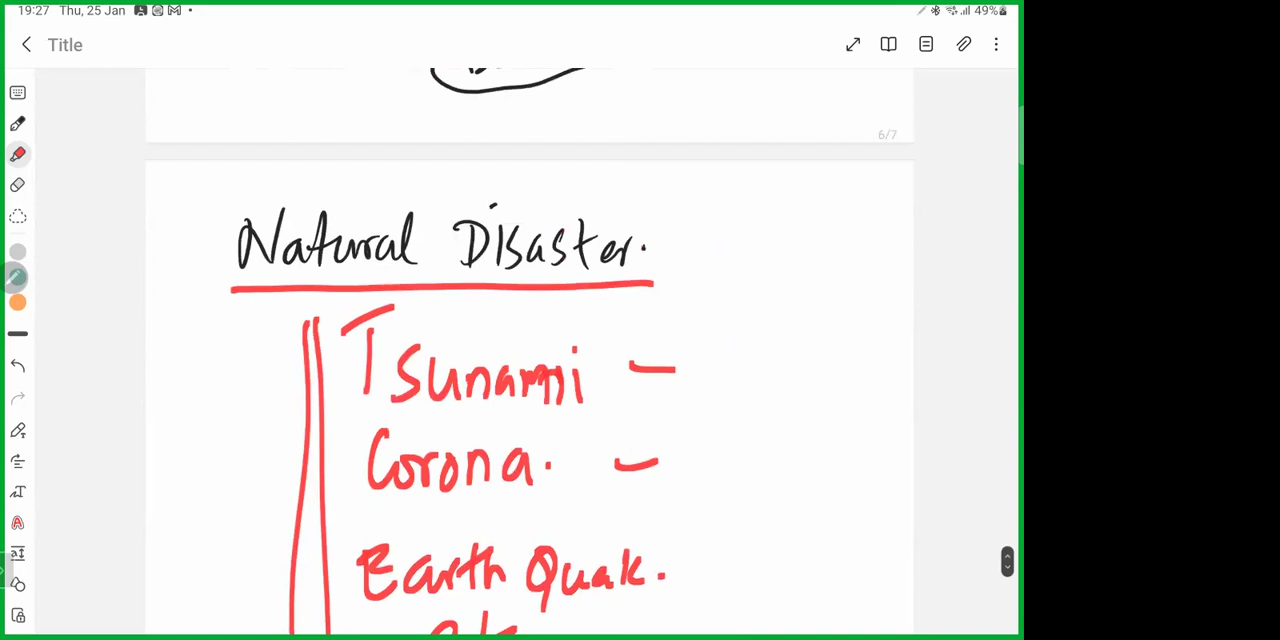 19:27 Thu, 25 Jan
49%
Title
6/7
Natural Disaster.
Tsunami –
Corona. –
Earth Quak.